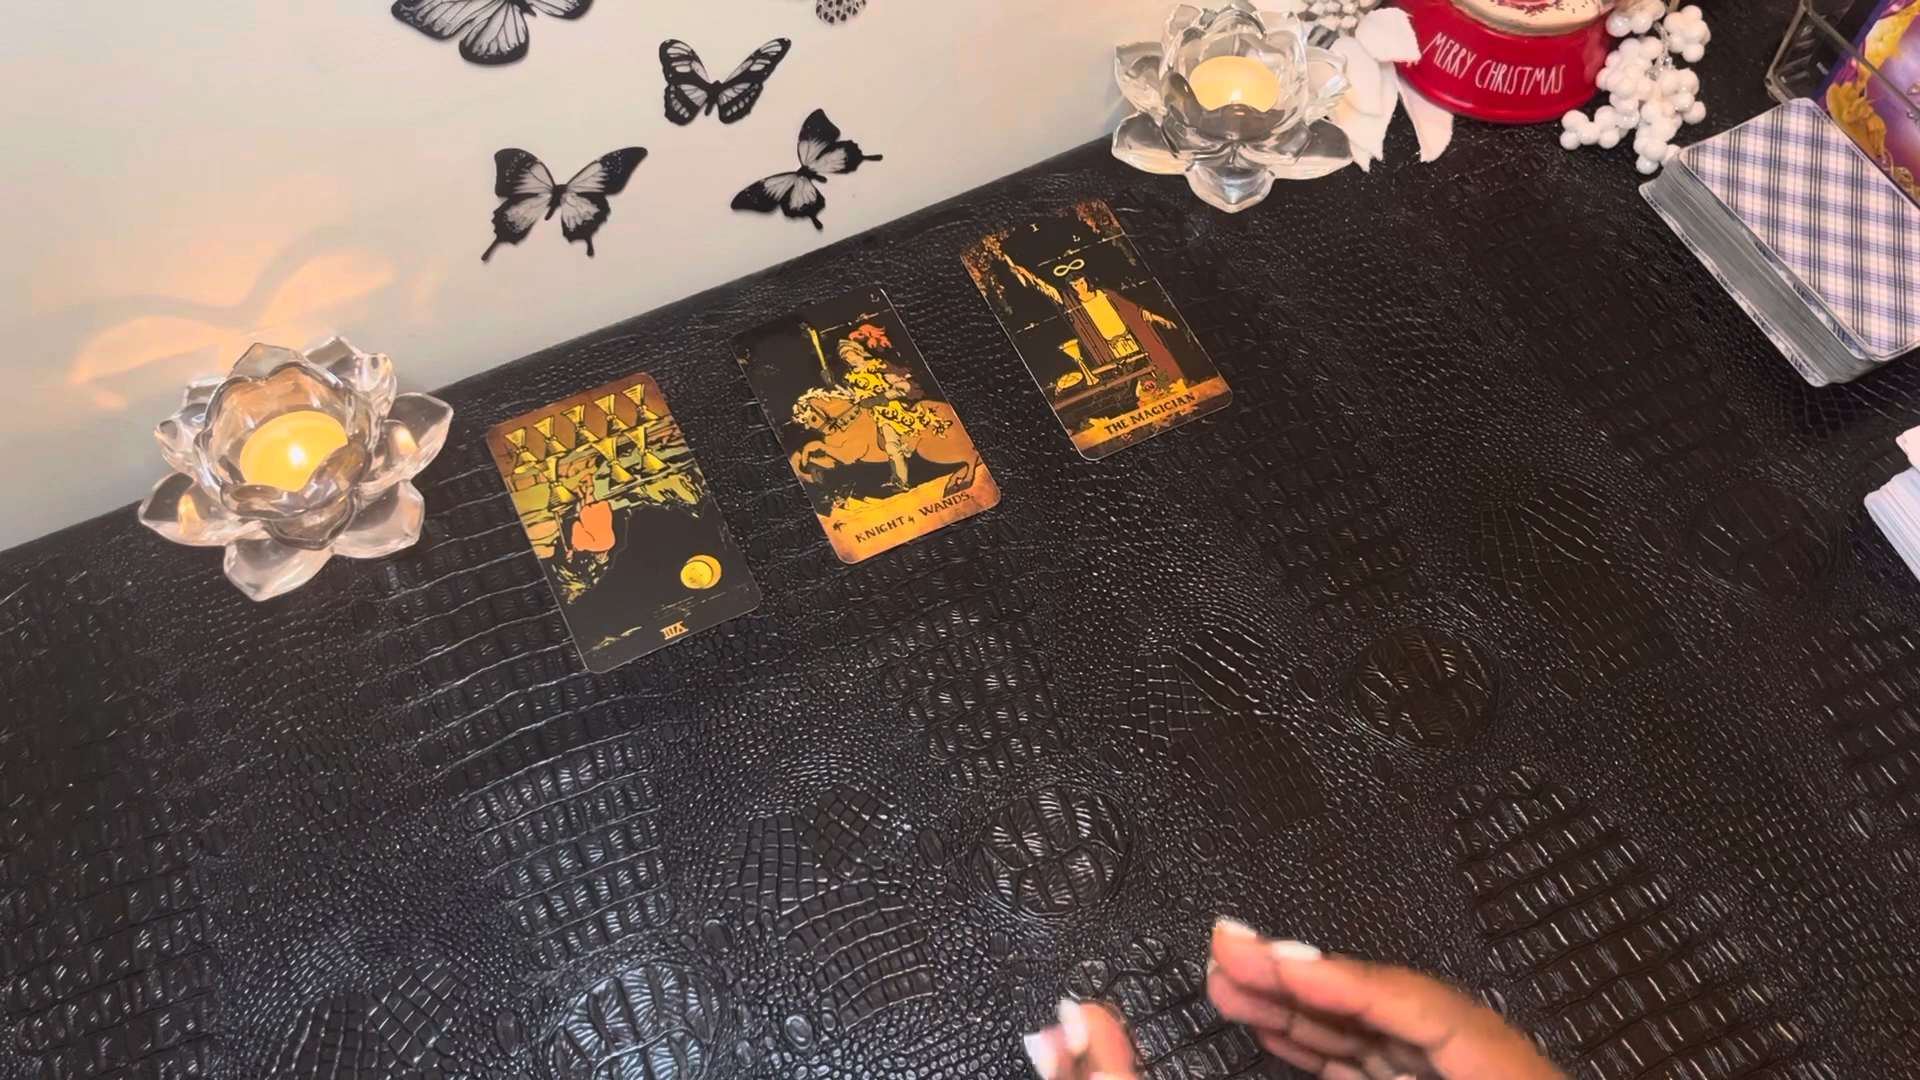 MERRY CHRISTMAS
I
THE MAGICIAN
KNIGHT of WANDS.
VIII